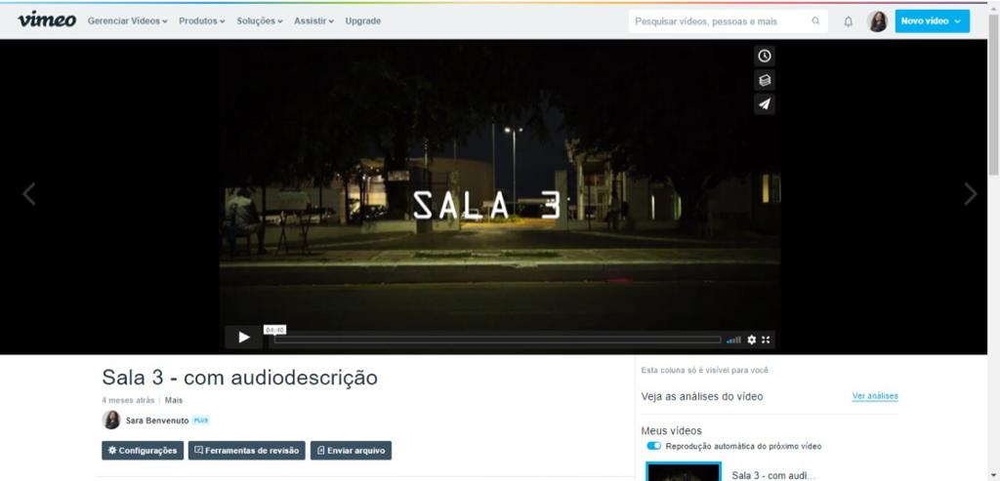 vimeo Gerenciar Vídeos Produtos Soluções Assistir Upgrade Pesquisar vídeos, pessoas e mais Novo vídeo
SALA 3
04:40
Sala 3 - com audiodescrição
4 meses atrás | Mais
Sara Benvenuto PLUS
Configurações Ferramentas de revisão Enviar arquivo
Esta coluna só é visível para você
Veja as análises do vídeo Ver análises
Meus vídeos
Reprodução automática do próximo vídeo
Sala 3 - com audi...